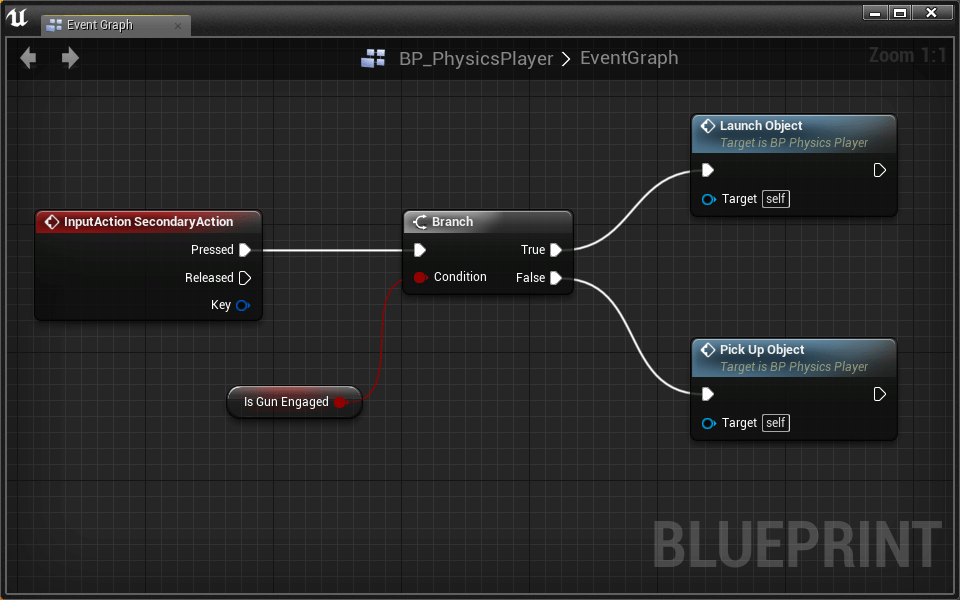 Event Graph
BP_PhysicsPlayer > EventGraph
Zoom 1:1
Launch Object
Target is BP Physics Player
Target self
InputAction SecondaryAction
Pressed
Released
Key
Branch
True
Condition
False
Is Gun Engaged
Pick Up Object
Target is BP Physics Player
Target self
BLUEPRINT